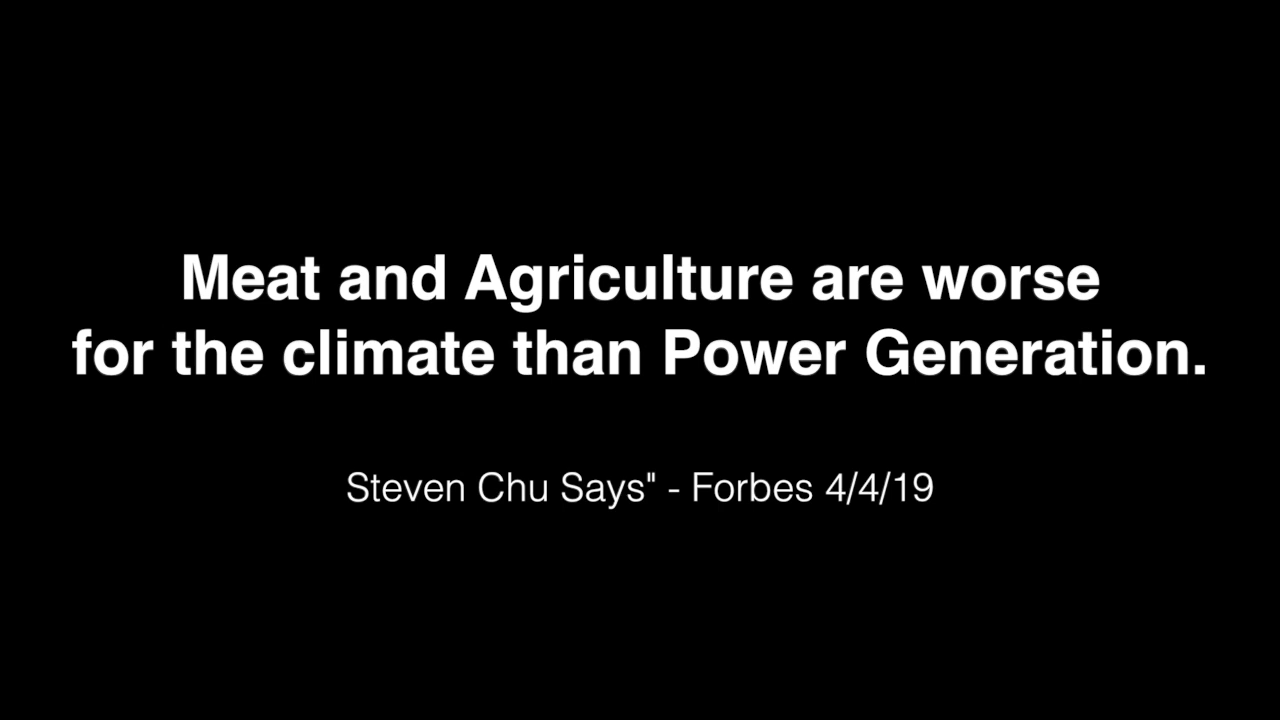 Meat and Agriculture are worse
for the climate than Power Generation.
Steven Chu Says" - Forbes 4/4/19